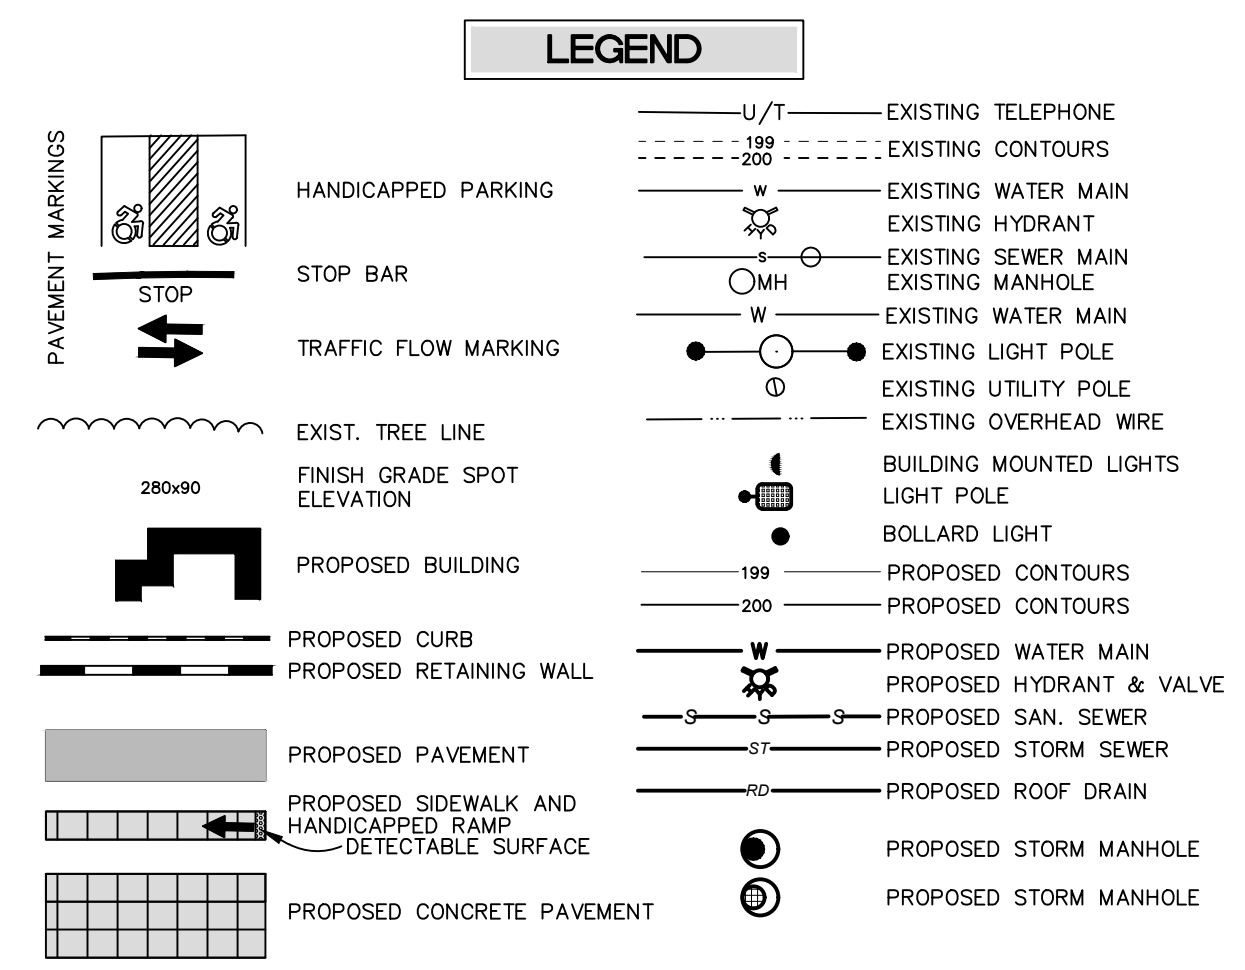 LEGEND
PAVEMENT MARKINGS
HANDICAPPED PARKING
STOP BAR
STOP
TRAFFIC FLOW MARKING
EXIST. TREE LINE
280x90
FINISH GRADE SPOT
ELEVATION
PROPOSED BUILDING
PROPOSED CURB
PROPOSED RETAINING WALL
PROPOSED PAVEMENT
PROPOSED SIDEWALK AND
HANDICAPPED RAMP
DETECTABLE SURFACE
PROPOSED CONCRETE PAVEMENT
U/T EXISTING TELEPHONE
199
200
EXISTING CONTOURS
W EXISTING WATER MAIN
EXISTING HYDRANT
S EXISTING SEWER MAIN
MH EXISTING MANHOLE
W EXISTING WATER MAIN
EXISTING LIGHT POLE
EXISTING UTILITY POLE
EXISTING OVERHEAD WIRE
BUILDING MOUNTED LIGHTS
LIGHT POLE
BOLLARD LIGHT
199 PROPOSED CONTOURS
200 PROPOSED CONTOURS
W PROPOSED WATER MAIN
PROPOSED HYDRANT & VALVE
S S S PROPOSED SAN. SEWER
ST PROPOSED STORM SEWER
RD PROPOSED ROOF DRAIN
PROPOSED STORM MANHOLE
PROPOSED STORM MANHOLE